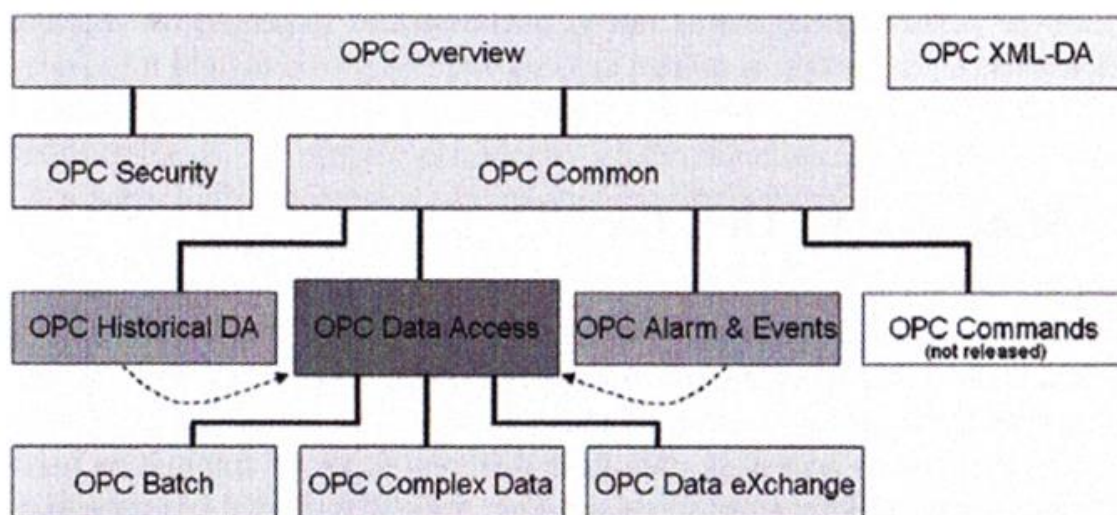 OPC Overview
OPC XML-DA
OPC Security
OPC Common
OPC Historical DA
OPC Data Access
OPC Alarm & Events
OPC Commands
(not released)
OPC Batch
OPC Complex Data
OPC Data eXchange